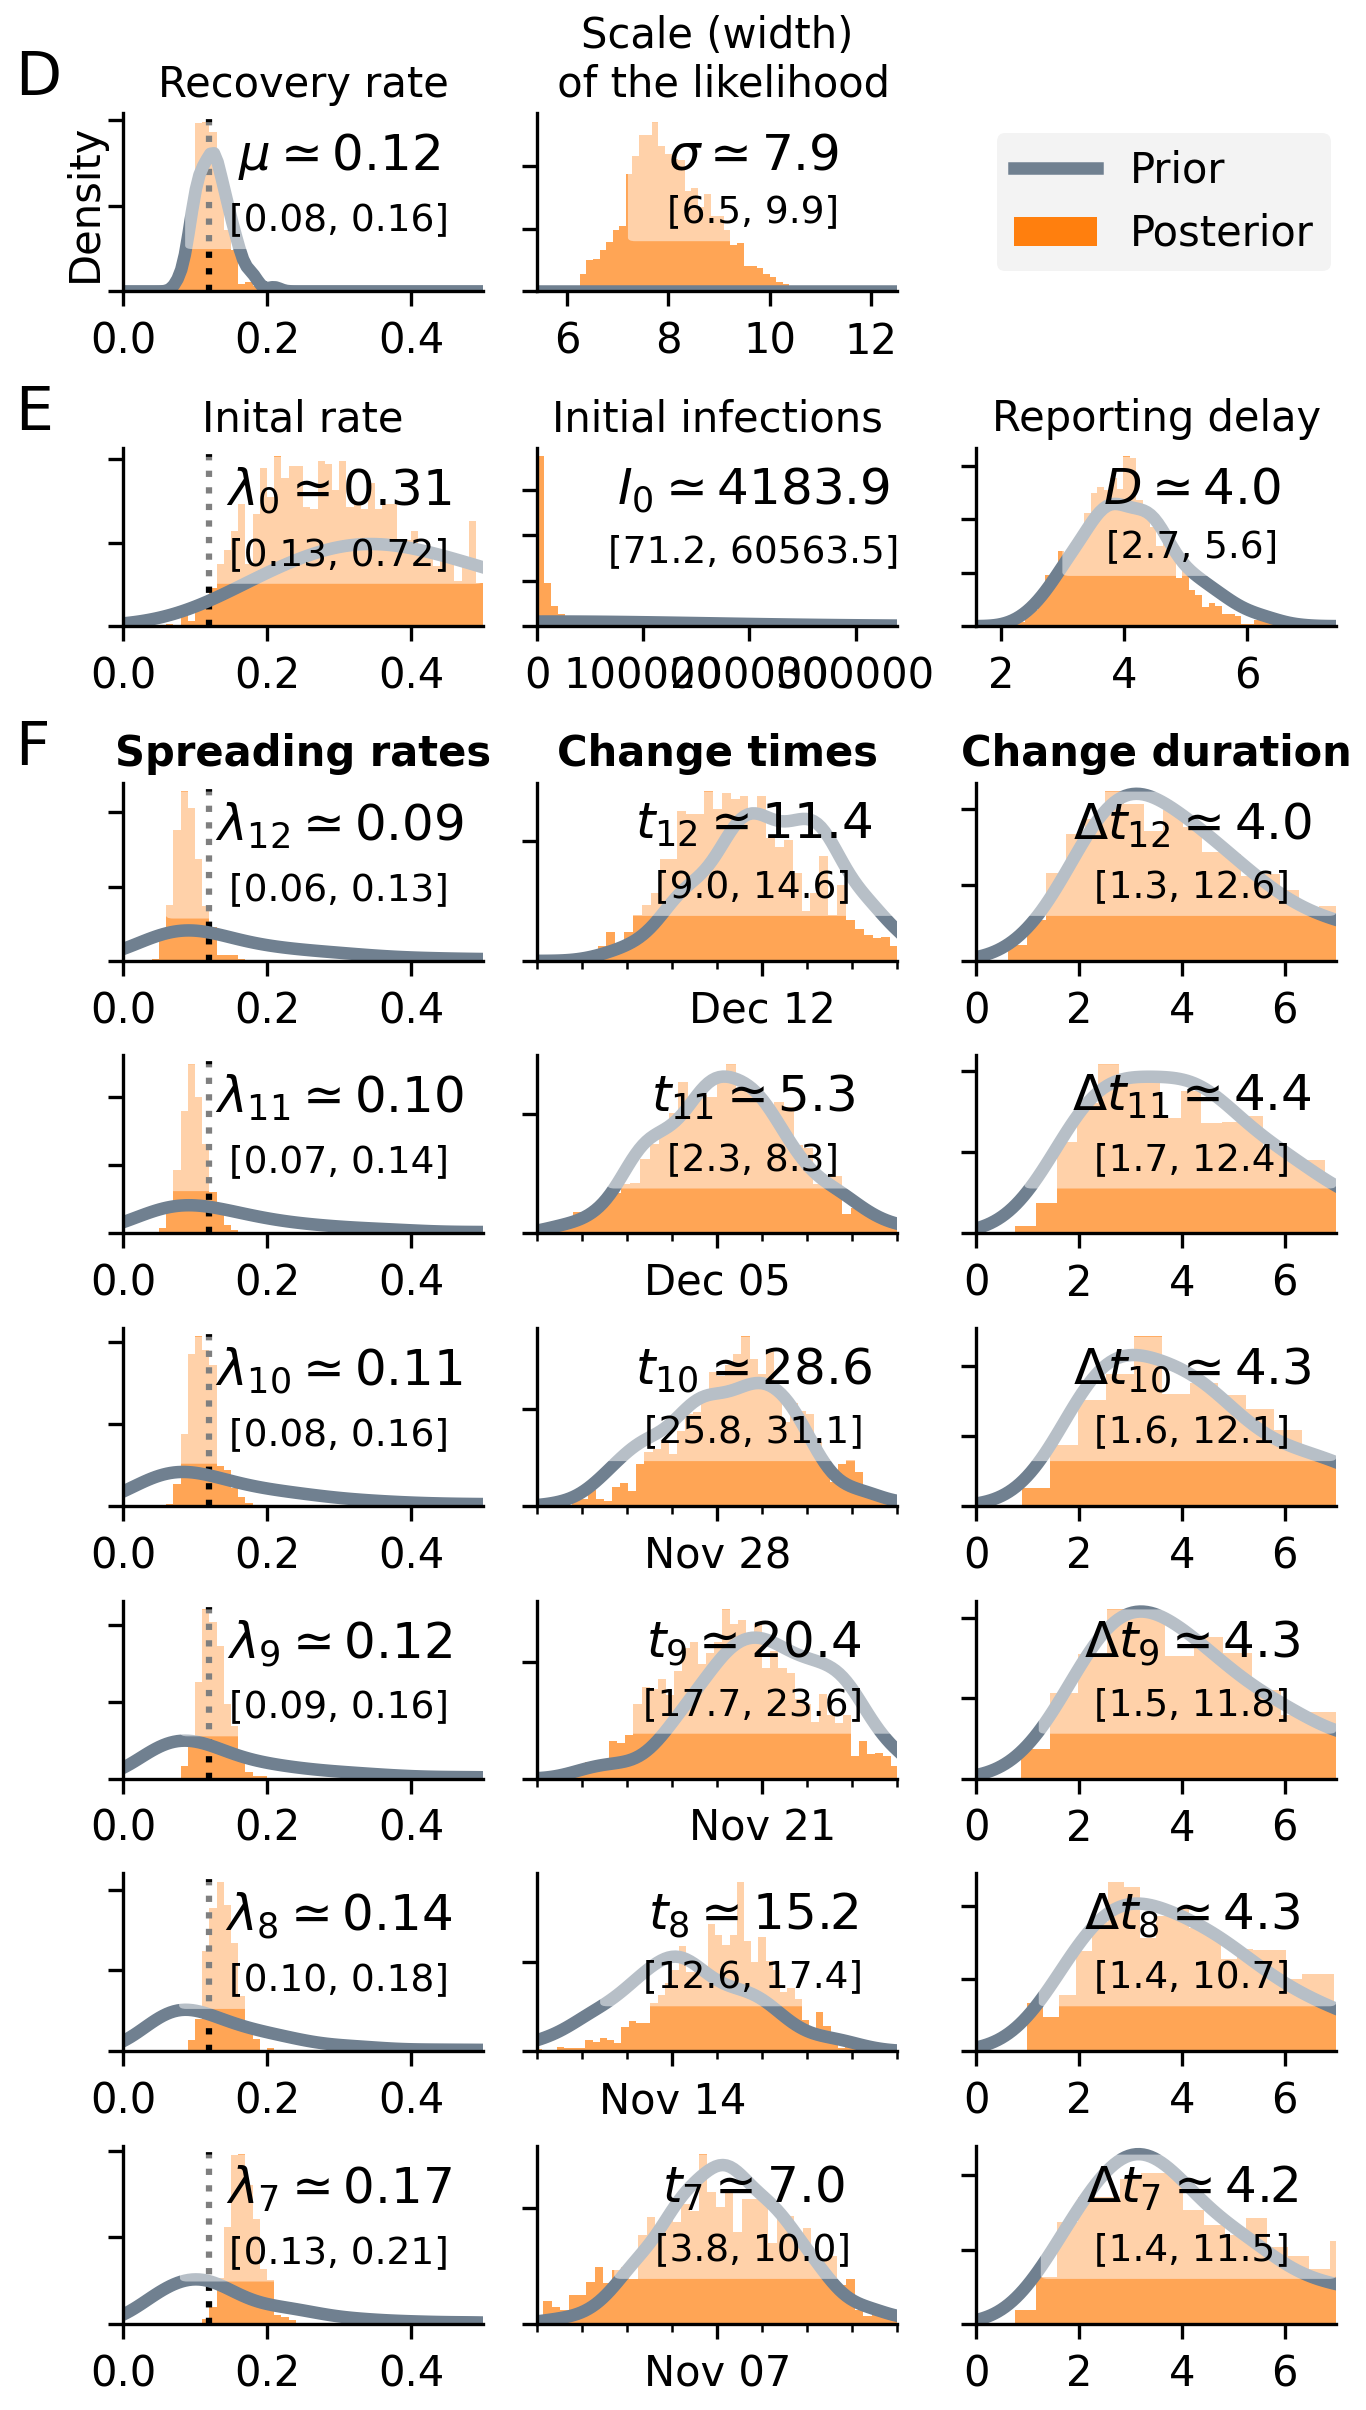 D
Recovery rate
Scale (width)
of the likelihood
Density
μ ≃ 0.12
[0.08, 0.16]
0.0 0.2 0.4
σ ≃ 7.9
[6.5, 9.9]
6 8 10 12
Prior
Posterior
E
Inital rate
λ0 ≃ 0.31
[0.13, 0.72]
0.0 0.2 0.4
Initial infections
I0 ≃ 4183.9
[71.2, 60563.5]
0 100000 200000 300000
Reporting delay
D ≃ 4.0
[2.7, 5.6]
2 4 6
F
Spreading rates
Change times
Change duration
λ12 ≃ 0.09
[0.06, 0.13]
0.0 0.2 0.4
t12 ≃ 11.4
[9.0, 14.6]
Dec 12
Δt12 ≃ 4.0
[1.3, 12.6]
0 2 4 6
λ11 ≃ 0.10
[0.07, 0.14]
0.0 0.2 0.4
t11 ≃ 5.3
[2.3, 8.3]
Dec 05
Δt11 ≃ 4.4
[1.7, 12.4]
0 2 4 6
λ10 ≃ 0.11
[0.08, 0.16]
0.0 0.2 0.4
t10 ≃ 28.6
[25.8, 31.1]
Nov 28
Δt10 ≃ 4.3
[1.6, 12.1]
0 2 4 6
λ9 ≃ 0.12
[0.09, 0.16]
0.0 0.2 0.4
t9 ≃ 20.4
[17.7, 23.6]
Nov 21
Δt9 ≃ 4.3
[1.5, 11.8]
0 2 4 6
λ8 ≃ 0.14
[0.10, 0.18]
0.0 0.2 0.4
t8 ≃ 15.2
[12.6, 17.4]
Nov 14
Δt8 ≃ 4.3
[1.4, 10.7]
0 2 4 6
λ7 ≃ 0.17
[0.13, 0.21]
0.0 0.2 0.4
t7 ≃ 7.0
[3.8, 10.0]
Nov 07
Δt7 ≃ 4.2
[1.4, 11.5]
0 2 4 6